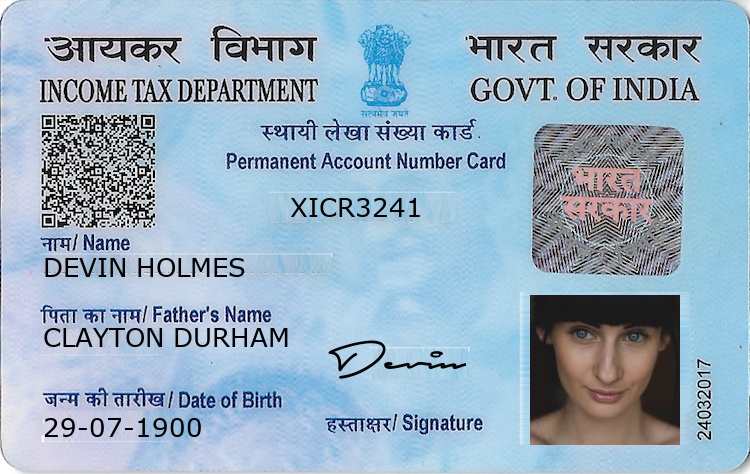 आयकर विभाग
INCOME TAX DEPARTMENT
सत्यमेव जयते
भारत सरकार
GOVT. OF INDIA
स्थायी लेखा संख्या कार्ड
Permanent Account Number Card
XICR3241
भारत
सरकार
नाम/ Name
DEVIN HOLMES
पिता का नाम/ Father's Name
CLAYTON DURHAM
Devin
जन्म की तारीख/ Date of Birth
29-07-1900
हस्ताक्षर/ Signature
24032017